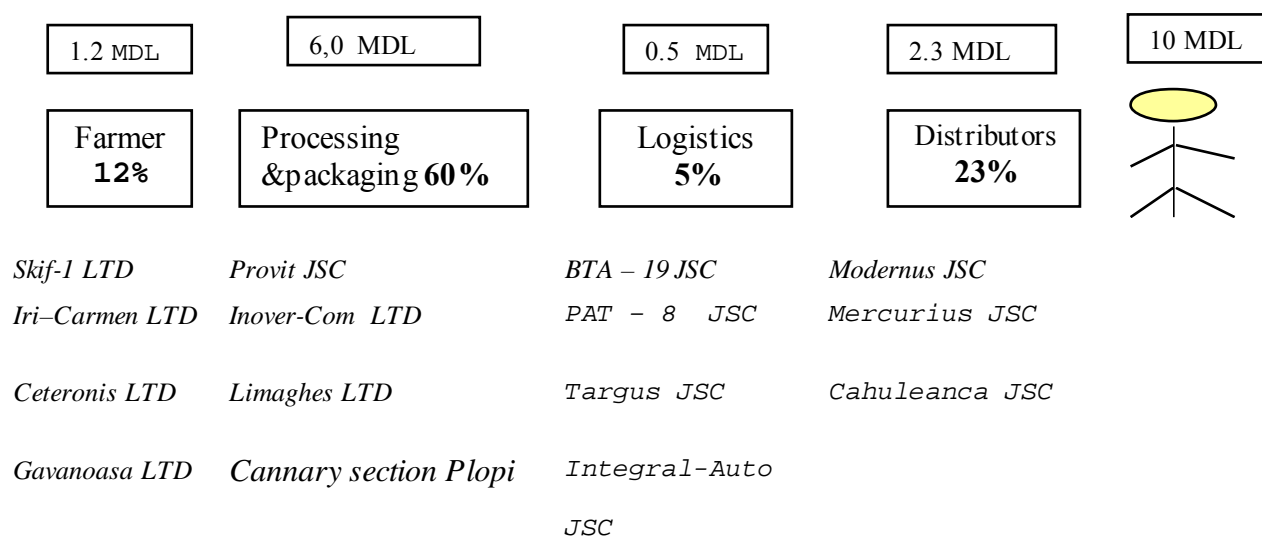 1.2 MDL
6,0 MDL
0.5 MDL
2.3 MDL
10 MDL
Farmer
12%
Processing
&packaging 60%
Logistics
5%
Distributors
23%
Skif-1 LTD
Provit JSC
BTA – 19 JSC
Modernus JSC
Iri–Carmen LTD
Inover-Com LTD
PAT – 8 JSC
Mercurius JSC
Ceteronis LTD
Limaghes LTD
Targus JSC
Cahuleanca JSC
Gavanoasa LTD
Cannary section Plopi
Integral-Auto
JSC